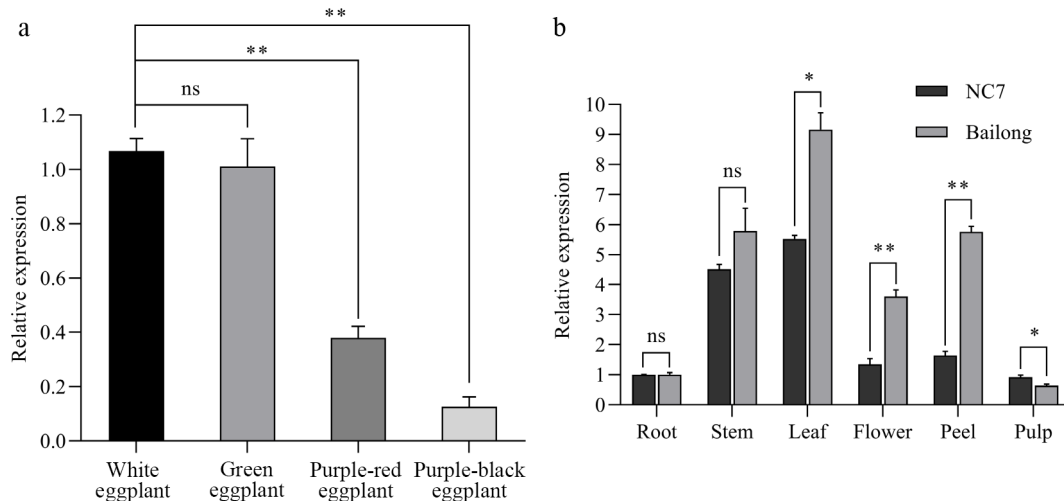 a
**
**
ns
1.2
1.0
0.8
0.6
0.4
0.2
0.0
Relative expression
White
eggplant
Green
eggplant
Purple-red
eggplant
Purple-black
eggplant
b
NC7
Bailong
10
9
8
7
6
5
4
3
2
1
0
Relative expression
ns
ns
*
**
**
*
Root
Stem
Leaf
Flower
Peel
Pulp